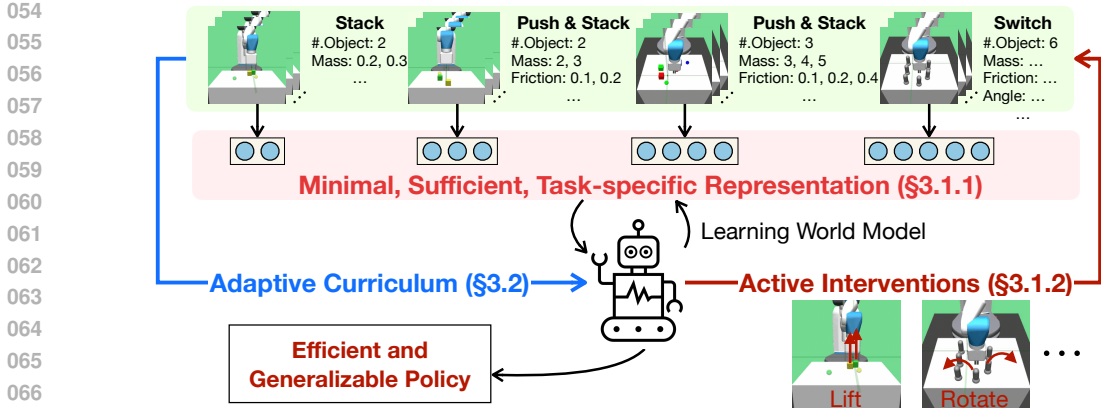 054
055
056
057
058
059
060
061
062
063
064
065
066
Stack
#.Object: 2
Mass: 0.2, 0.3
...
Push & Stack
#.Object: 2
Mass: 2, 3
Friction: 0.1, 0.2
...
Push & Stack
#.Object: 3
Mass: 3, 4, 5
Friction: 0.1, 0.2, 0.4
...
Switch
#.Object: 6
Mass: ...
Friction: ...
Angle: ...
...
Minimal, Sufficient, Task-specific Representation (§3.1.1)
Learning World Model
Adaptive Curriculum (§3.2)
Active Interventions (§3.1.2)
Efficient and
Generalizable Policy
Lift
Rotate
...